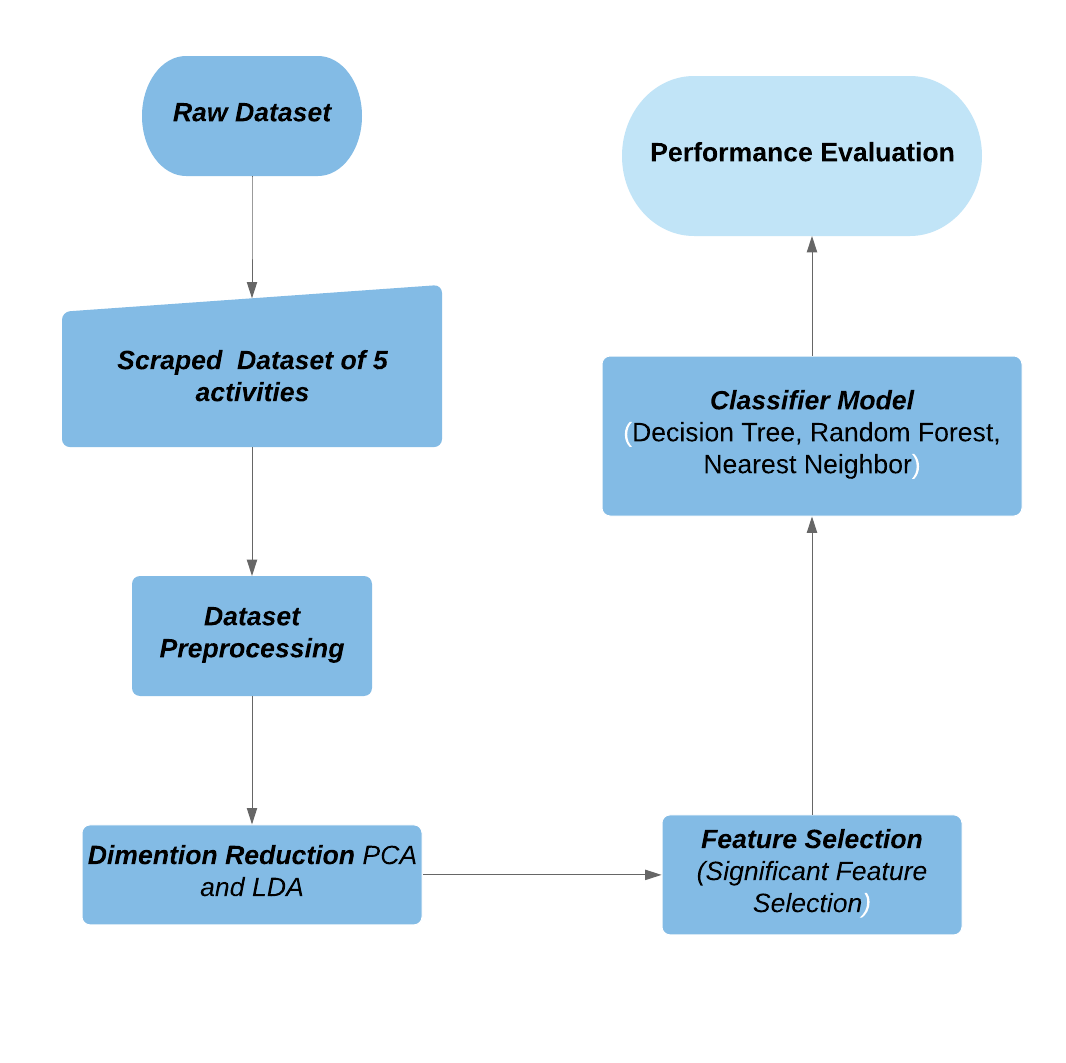 Raw Dataset
Scraped  Dataset of 5
activities
Dataset
Preprocessing
Dimention Reduction PCA
and LDA
Feature Selection
(Significant Feature
Selection)
Classifier Model
(Decision Tree, Random Forest,
Nearest Neighbor)
Performance Evaluation